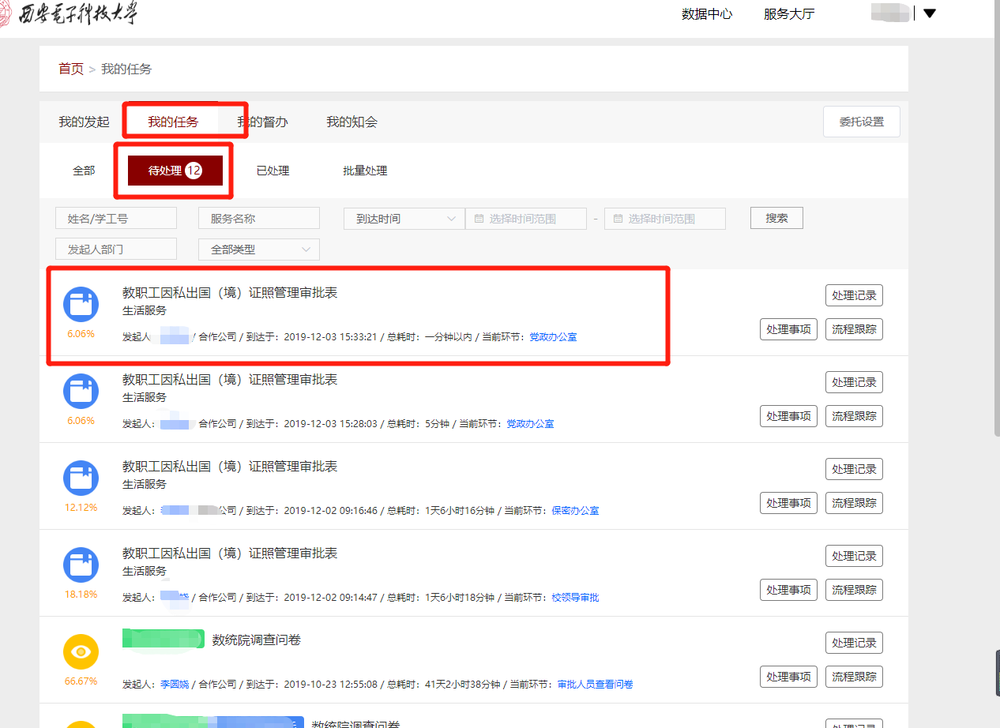 西安电子科技大学
数据中心 服务大厅
首页 > 我的任务
我的发起 我的任务 我的督办 我的知会 委托设置
全部 待处理 12 已处理 批量处理
姓名/学工号 服务名称 到达时间 选择时间范围 - 选择时间范围 搜索
发起人部门 全部类型
教职工因私出国（境）证照管理审批表 处理记录
生活服务
6.06% 发起人 / 合作公司 / 到达于：2019-12-03 15:33:21 / 总耗时：一分钟以内 / 当前环节：党政办公室 处理事项 流程跟踪
教职工因私出国（境）证照管理审批表 处理记录
生活服务
6.06% 发起人： 合作公司 / 到达于：2019-12-03 15:28:03 / 总耗时：5分钟 / 当前环节：党政办公室 处理事项 流程跟踪
教职工因私出国（境）证照管理审批表 处理记录
生活服务
12.12% 发起人： 公司 / 到达于：2019-12-02 09:16:46 / 总耗时：1天6小时16分钟 / 当前环节：保密办公室 处理事项 流程跟踪
教职工因私出国（境）证照管理审批表 处理记录
生活服务
18.18% 发起人： / 合作公司 / 到达于：2019-12-02 09:14:47 / 总耗时：1天6小时18分钟 / 当前环节：校领导审批 处理事项 流程跟踪
数统院调查问卷 处理记录
66.67% 发起人：李圆娆 / 合作公司 / 到达于：2019-10-23 12:55:08 / 总耗时：41天2小时38分钟 / 当前环节：审批人员查看问卷 处理事项 流程跟踪
数统院调查问卷 处理记录